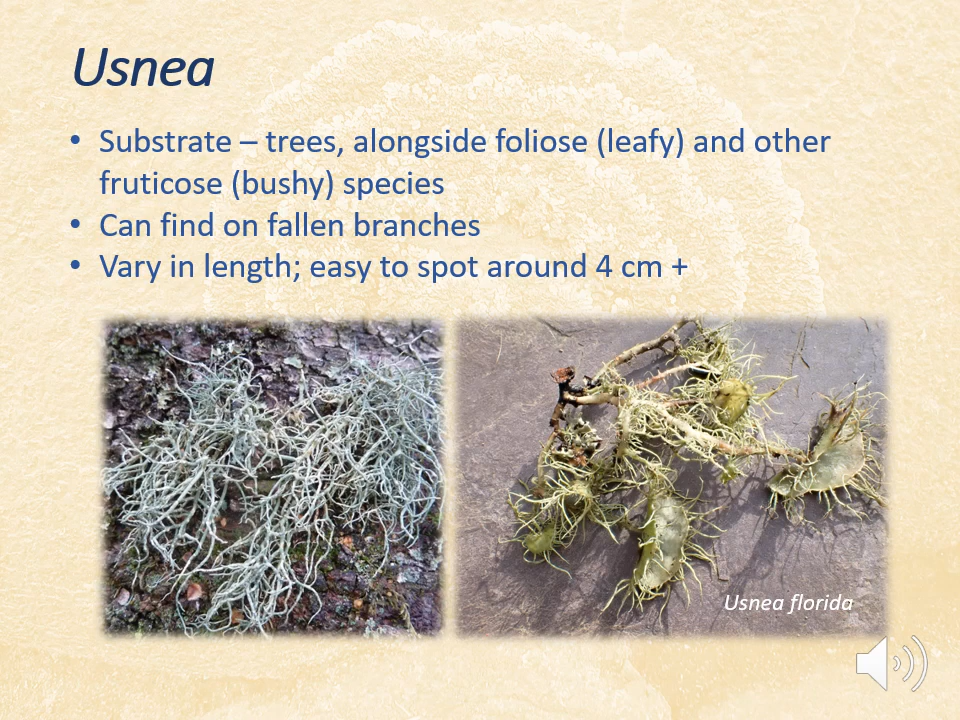 Usnea
• Substrate – trees, alongside foliose (leafy) and other
fruticose (bushy) species
• Can find on fallen branches
• Vary in length; easy to spot around 4 cm +
Usnea florida